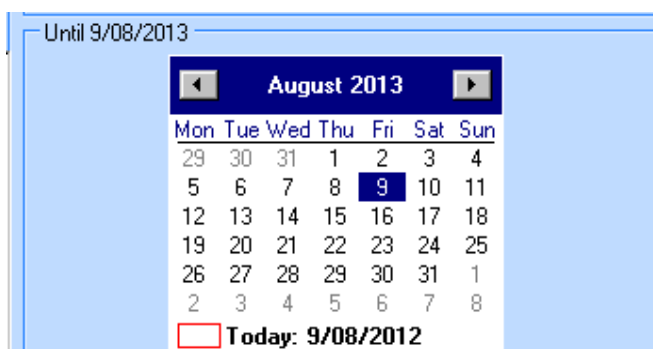 Until 9/08/2013
August 2013
Mon Tue Wed Thu Fri Sat Sun
29 30 31 1 2 3 4
5 6 7 8 9 10 11
12 13 14 15 16 17 18
19 20 21 22 23 24 25
26 27 28 29 30 31 1
2 3 4 5 6 7 8
Today: 9/08/2012